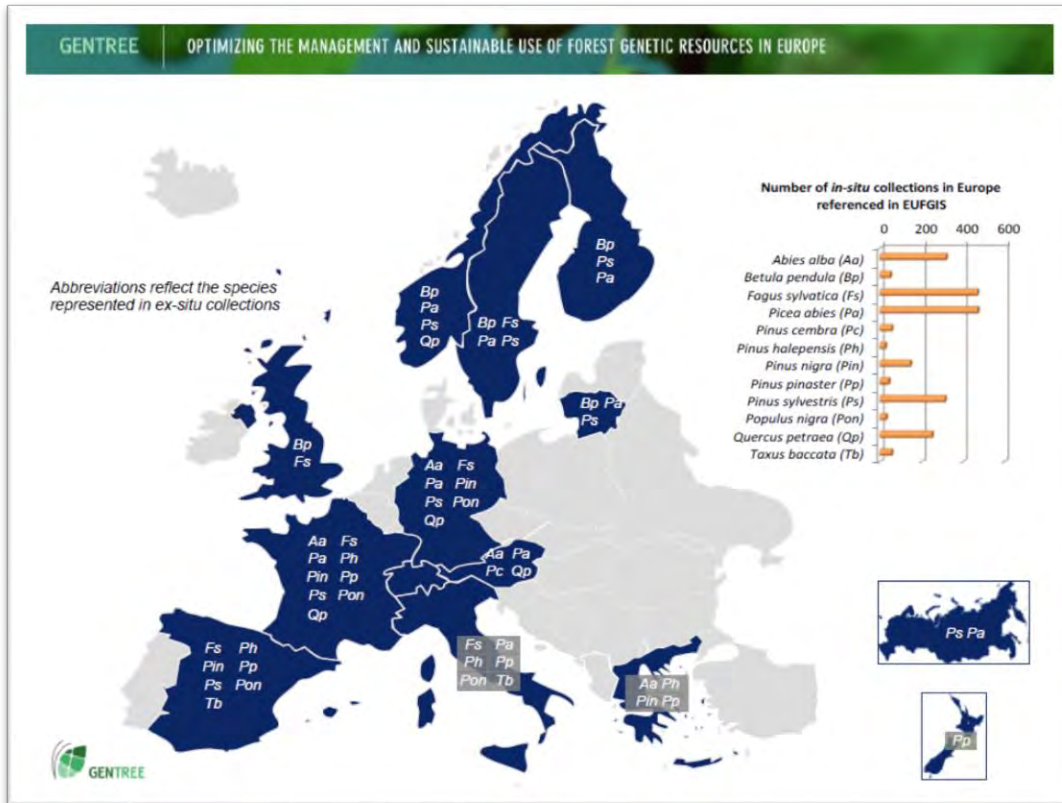 GENTREE
OPTIMIZING THE MANAGEMENT AND SUSTAINABLE USE OF FOREST GENETIC RESOURCES IN EUROPE
Number of in-situ collections in Europe
referenced in EUFGIS
0 200 400 600
Abies alba (Aa)
Betula pendula (Bp)
Fagus sylvatica (Fs)
Picea abies (Pa)
Pinus cembra (Pc)
Pinus halepensis (Ph)
Pinus nigra (Pin)
Pinus pinaster (Pp)
Pinus sylvestris (Ps)
Populus nigra (Pon)
Quercus petraea (Qp)
Taxus baccata (Tb)
Abbreviations reflect the species
represented in ex-situ collections
Bp
Ps
Pa
Bp
Pa
Ps
Qp
Bp Fs
Pa Ps
Bp Pa
Ps
Bp
Fs
Aa Fs
Pa Pin
Ps Pon
Qp
Aa Fs
Pa Ph
Pin Pp
Ps Pon
Qp
Aa Pa
Pc Qp
Fs Ph
Pin Pp
Ps Pon
Tb
Fs Pa
Ph Pp
Pon Tb
Aa Ph
Pin Pp
Ps Pa
Pp
GENTREE